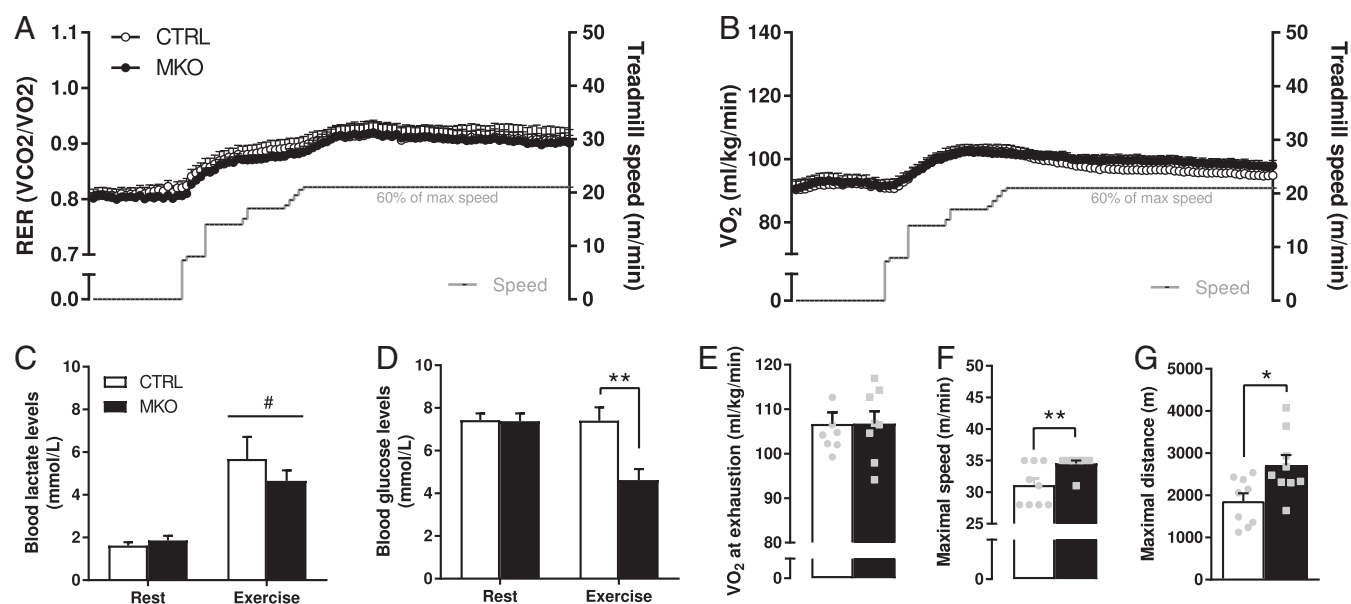 A
CTRL
MKO
RER (VCO2/VO2)
1.1
1.0
0.9
0.8
0.7
0.0
50
40
30
20
10
0
Treadmill speed (m/min)
60% of max speed
Speed
B
VO2 (ml/kg/min)
140
120
100
80
0
50
40
30
20
10
0
Treadmill speed (m/min)
60% of max speed
Speed
C
Blood lactate levels
(mmol/L)
10
8
6
4
2
0
CTRL
MKO
#
Rest
Exercise
D
Blood glucose levels
(mmol/L)
10
8
6
4
2
0
**
Rest
Exercise
E
VO2 at exhaustion (ml/kg/min)
120
110
100
90
80
0
F
Maximal speed (m/min)
50
45
40
35
30
25
0
**
G
Maximal distance (m)
5000
4000
3000
2000
1000
0
*